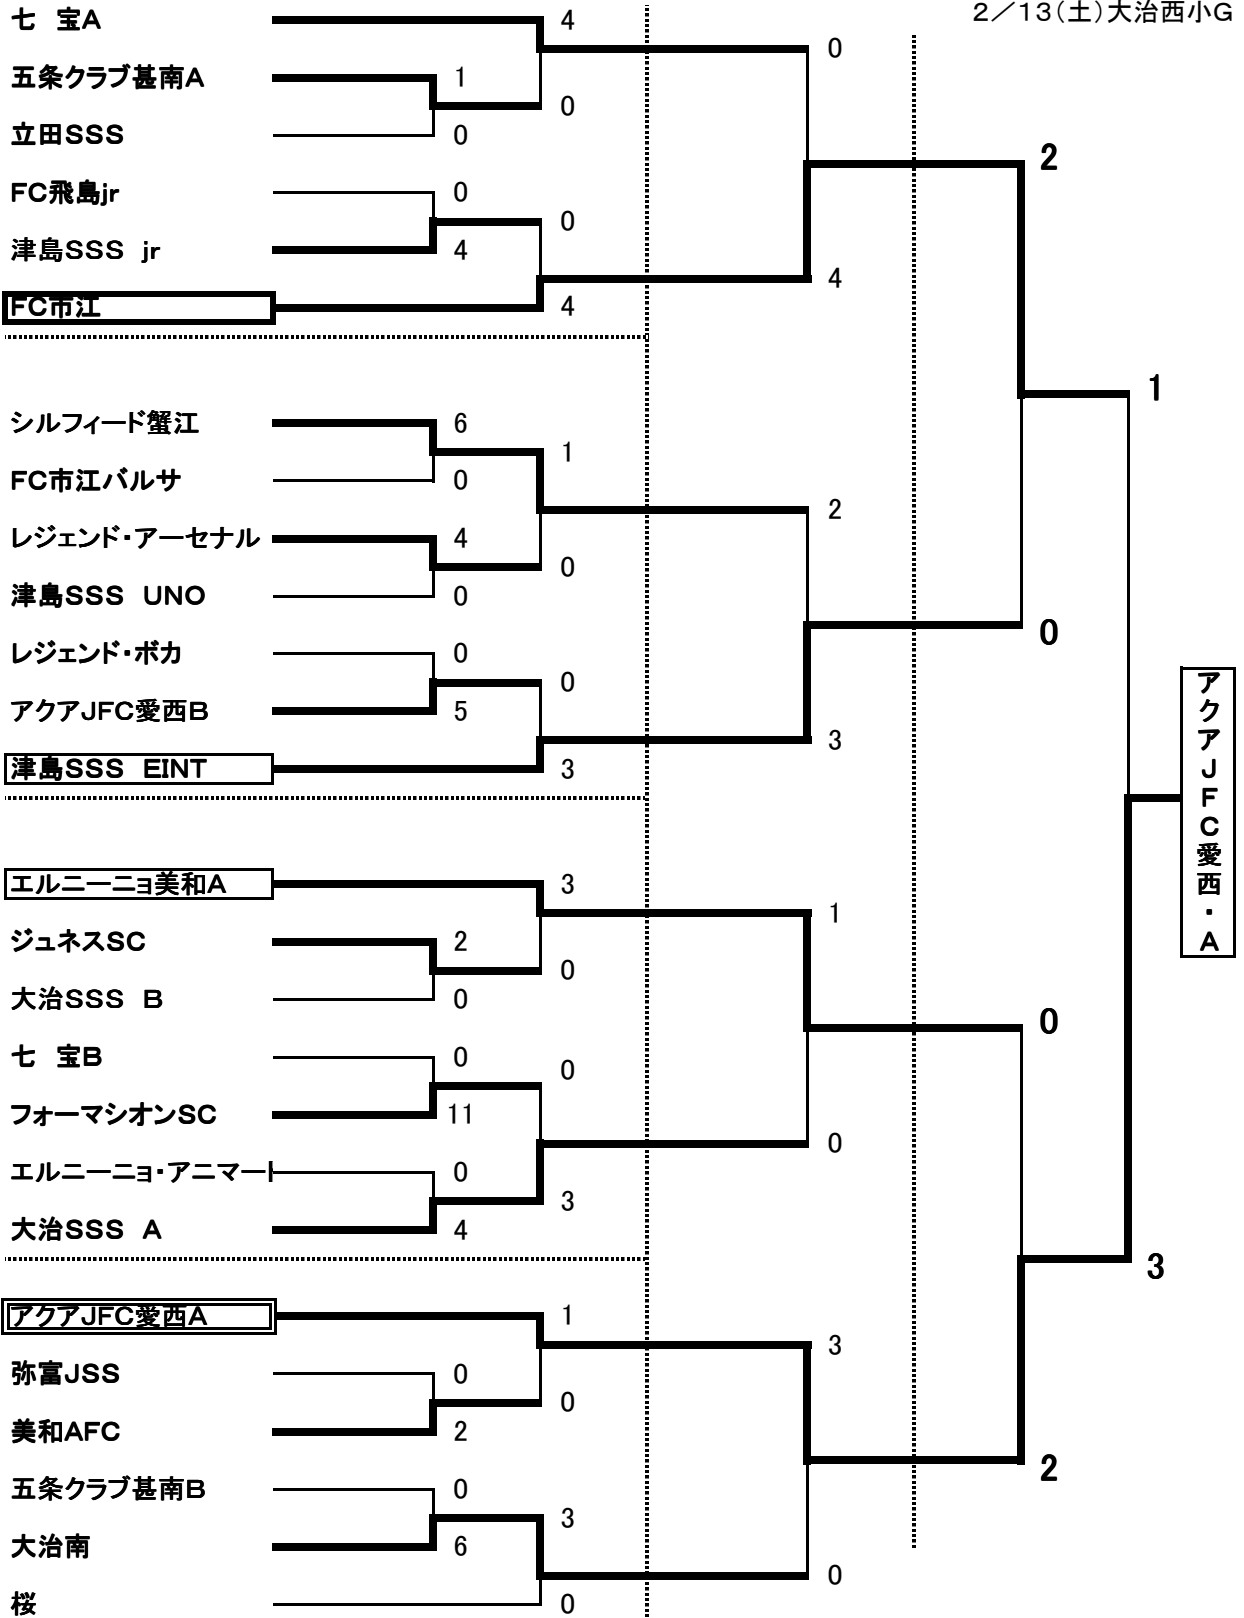 2／13（土）大治西小G
七　宝A
4
0
五条クラブ甚南A
1
0
立田SSS
0
2
FC飛島jr
0
0
津島SSS　jr
4
4
FC市江
4
1
シルフィード蟹江
6
1
FC市江バルサ
0
2
レジェンド・アーセナル
4
0
津島SSS　UNO
0
0
レジェンド・ボカ
0
0
アクアJFC愛西B
5
3
津島SSS　EINT
3
アクアJFC愛西・A
エルニーニョ美和A
3
1
ジュネスSC
2
0
大治SSS　B
0
0
七　宝B
0
0
フォーマシオンSC
11
0
エルニーニョ・アニマー
0
3
大治SSS　A
4
3
アクアJFC愛西A
1
3
弥富JSS
0
0
美和AFC
2
2
五条クラブ甚南B
0
3
大治南
6
0
桜
0